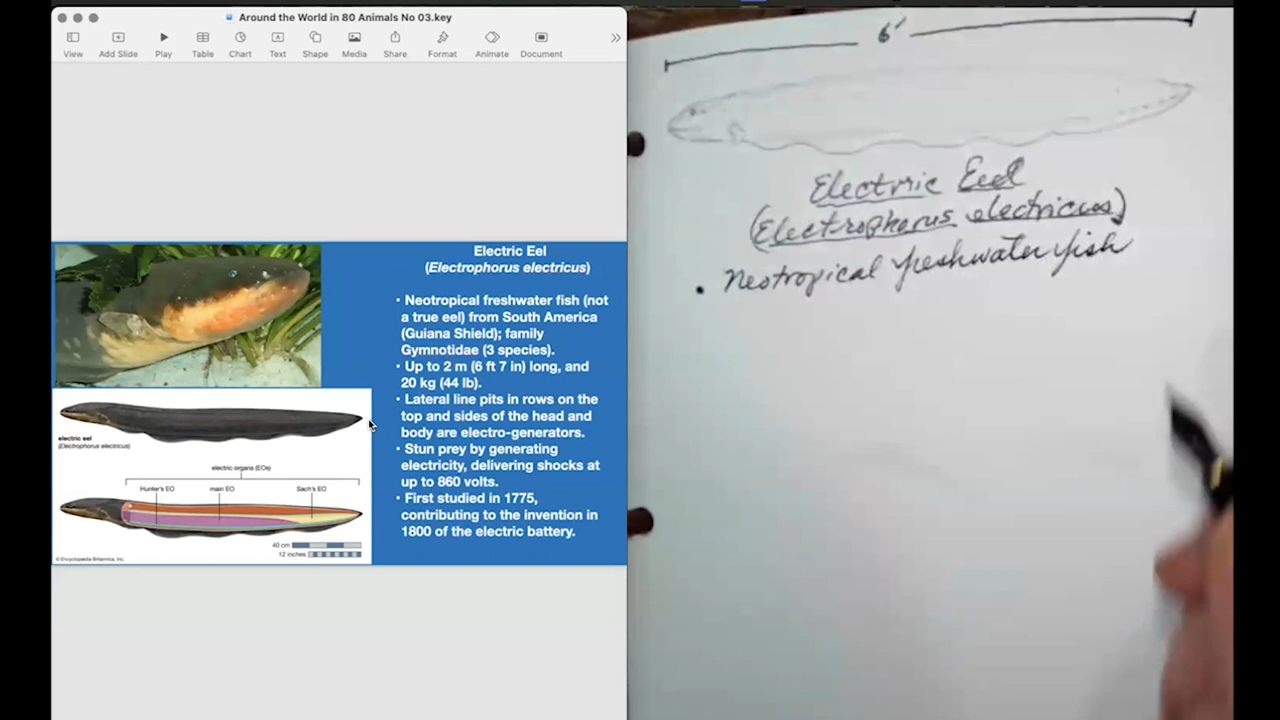 Around the World in 80 Animals No 03.key
View Add Slide Play Table Chart Text Shape Media Share Format Animate Document
Electric Eel
(Electrophorus electricus)
• Neotropical freshwater fish (not
a true eel) from South America
(Guiana Shield); family
Gymnotidae (3 species).
• Up to 2 m (6 ft 7 in) long, and
20 kg (44 lb).
• Lateral line pits in rows on the
top and sides of the head and
body are electro-generators.
• Stun prey by generating
electricity, delivering shocks at
up to 860 volts.
• First studied in 1775,
contributing to the invention in
1800 of the electric battery.
electric eel
(Electrophorus electricus)
electric organs (EOs)
Hunter's EO main EO Sach's EO
40 cm
12 inches
© Encyclopædia Britannica, Inc.
6'
Electric Eel
(Electrophorus electricus)
• Neotropical freshwater fish